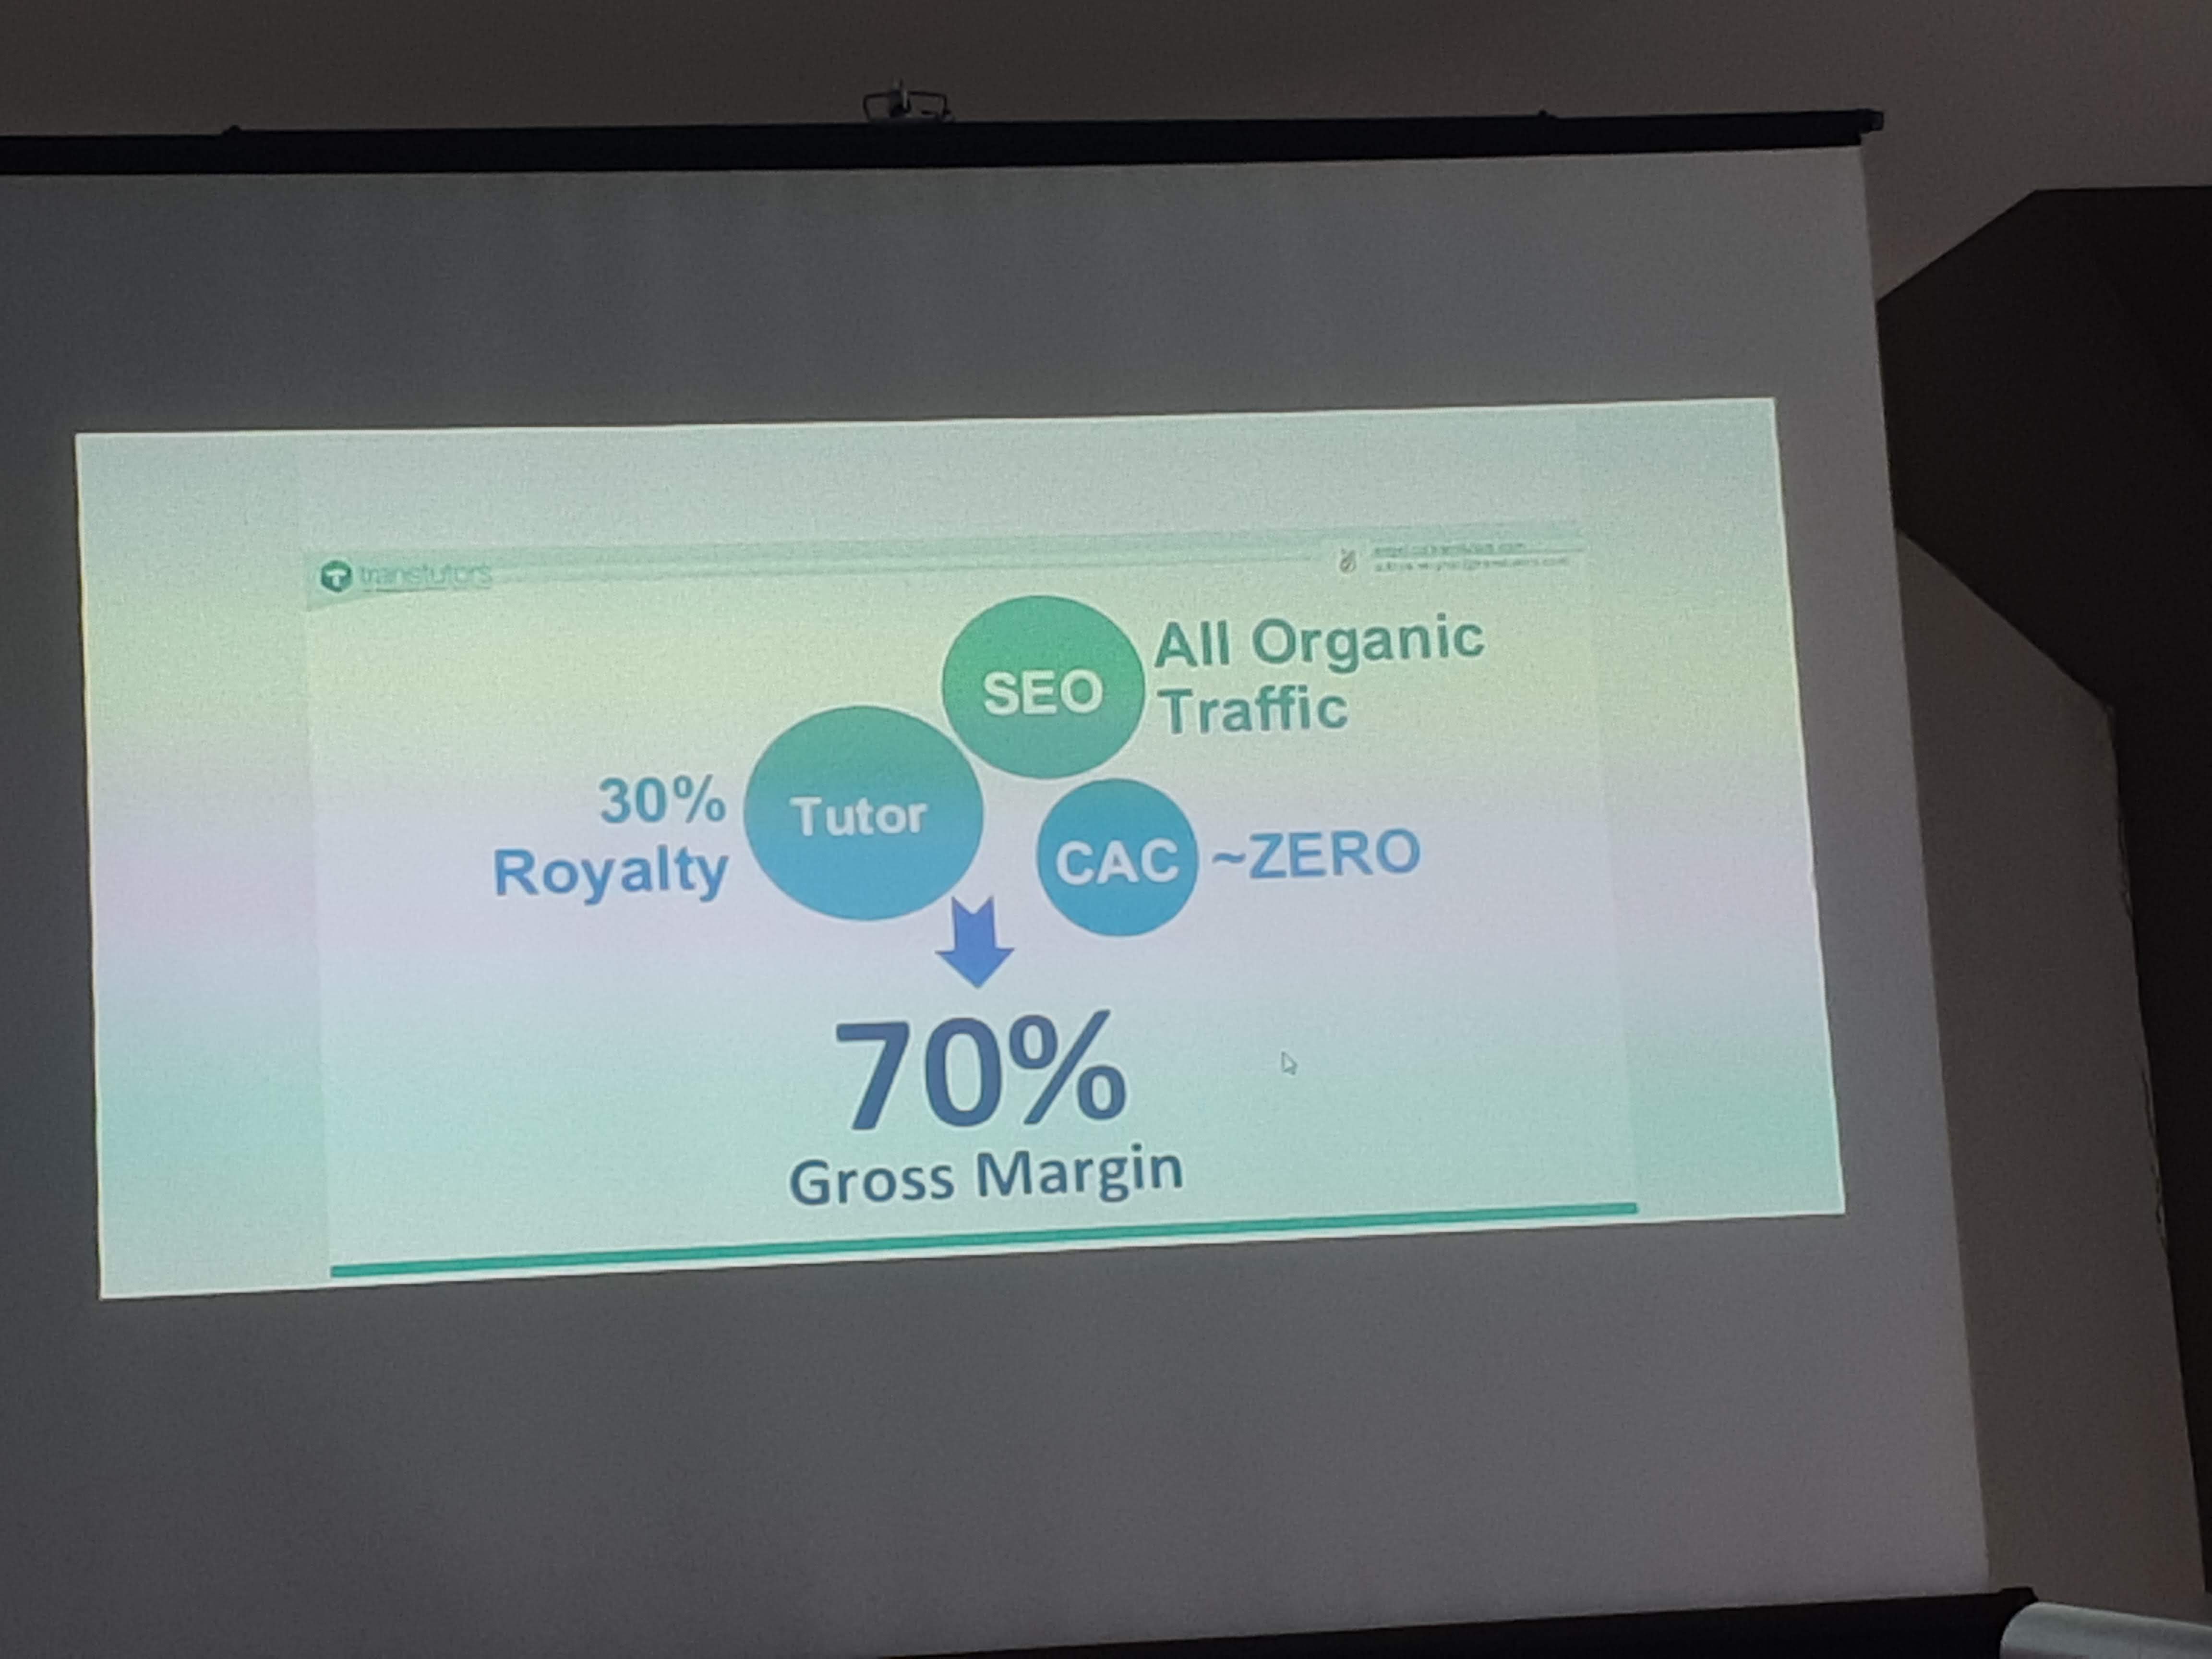 transtutors
SEO
All Organic
Traffic
30%
Royalty
Tutor
CAC
~ZERO
70%
Gross Margin